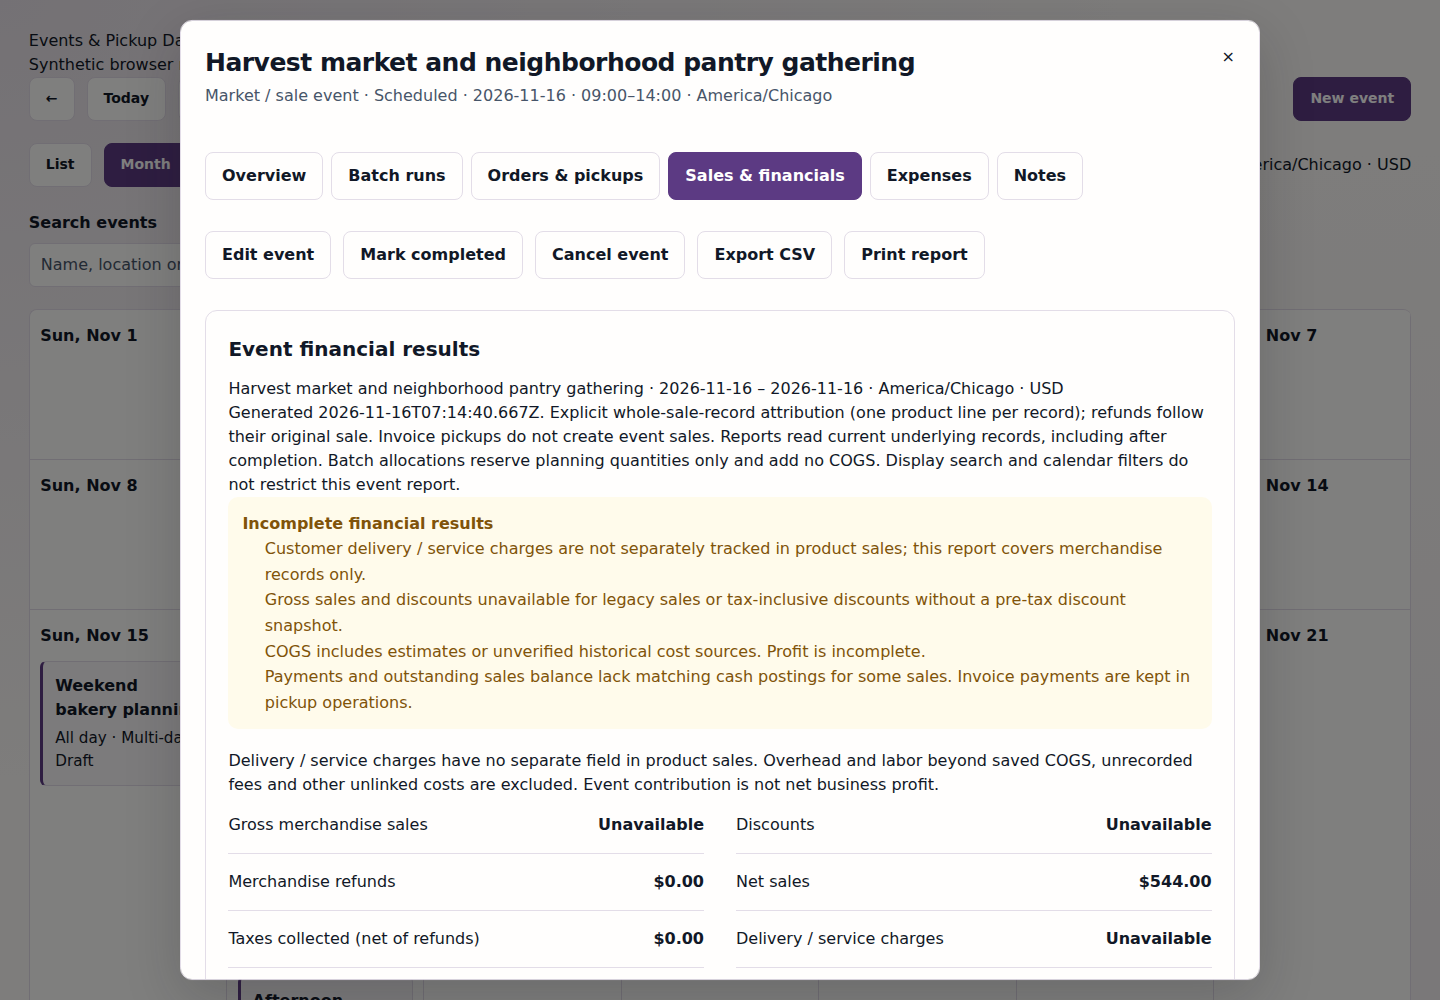 Events & Pickup Da
Synthetic browser
←
Today
New event
List
Month
erica/Chicago · USD
Search events
Name, location or
Sun, Nov 1
Nov 7
Sun, Nov 8
Nov 14
Sun, Nov 15
Nov 21
Weekend
bakery planni
All day · Multi-da
Draft
Afternoon
Harvest market and neighborhood pantry gathering
×
Market / sale event · Scheduled · 2026-11-16 · 09:00–14:00 · America/Chicago
Overview
Batch runs
Orders & pickups
Sales & financials
Expenses
Notes
Edit event
Mark completed
Cancel event
Export CSV
Print report
Event financial results
Harvest market and neighborhood pantry gathering · 2026-11-16 – 2026-11-16 · America/Chicago · USD
Generated 2026-11-16T07:14:40.667Z. Explicit whole-sale-record attribution (one product line per record); refunds follow
their original sale. Invoice pickups do not create event sales. Reports read current underlying records, including after
completion. Batch allocations reserve planning quantities only and add no COGS. Display search and calendar filters do
not restrict this event report.
Incomplete financial results
Customer delivery / service charges are not separately tracked in product sales; this report covers merchandise
records only.
Gross sales and discounts unavailable for legacy sales or tax-inclusive discounts without a pre-tax discount
snapshot.
COGS includes estimates or unverified historical cost sources. Profit is incomplete.
Payments and outstanding sales balance lack matching cash postings for some sales. Invoice payments are kept in
pickup operations.
Delivery / service charges have no separate field in product sales. Overhead and labor beyond saved COGS, unrecorded
fees and other unlinked costs are excluded. Event contribution is not net business profit.
Gross merchandise sales Unavailable
Discounts Unavailable
Merchandise refunds $0.00
Net sales $544.00
Taxes collected (net of refunds) $0.00
Delivery / service charges Unavailable